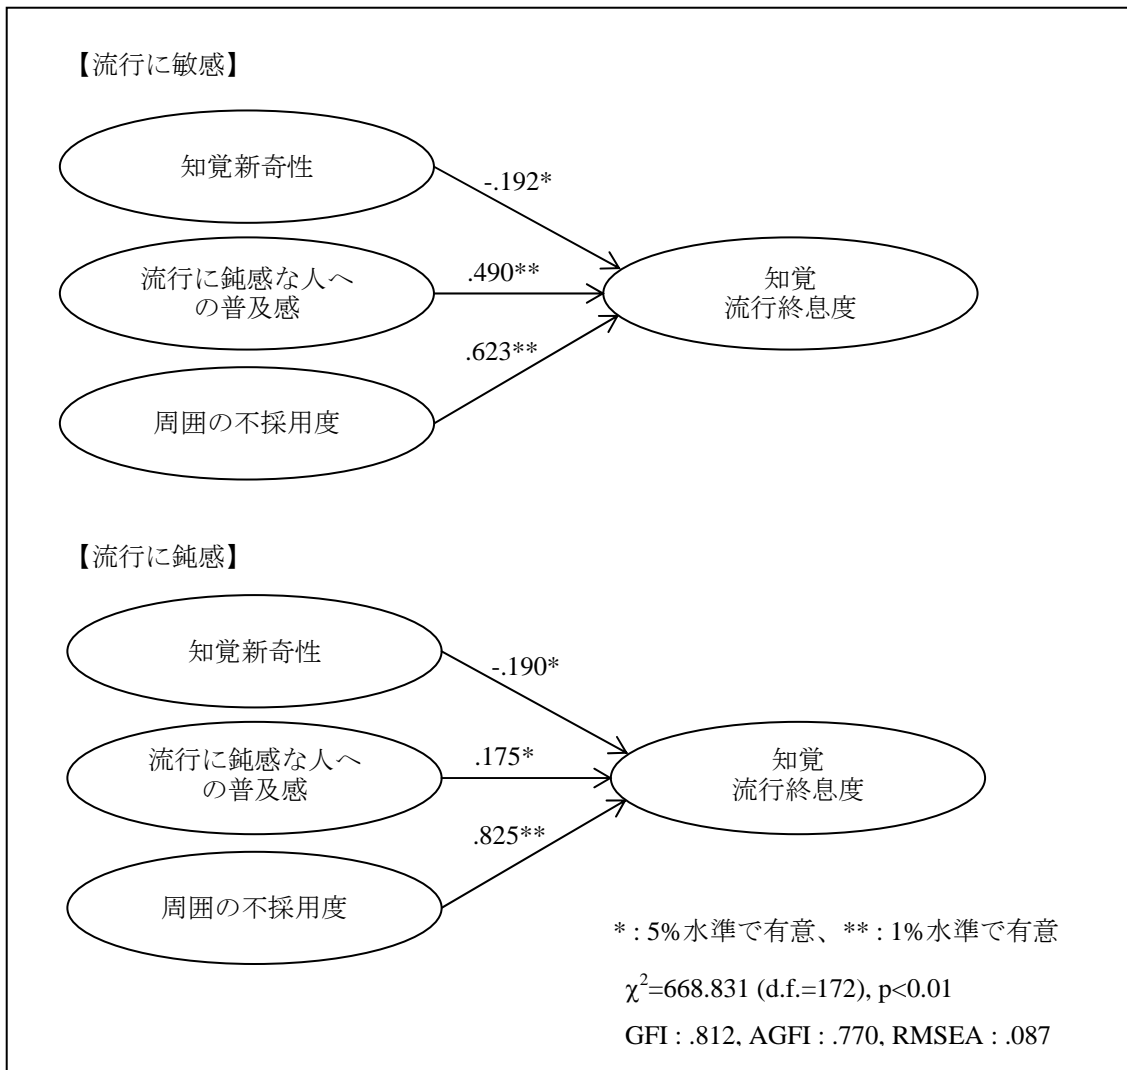 【流行に敏感】
知覚新奇性
-.192*
流行に鈍感な人へ
の普及感
.490**
知覚
流行終息度
.623**
周囲の不採用度
【流行に鈍感】
知覚新奇性
-.190*
流行に鈍感な人へ
の普及感
.175*
知覚
流行終息度
.825**
周囲の不採用度
* : 5%水準で有意、** : 1%水準で有意
χ²=668.831 (d.f.=172), p<0.01
GFI : .812, AGFI : .770, RMSEA : .087